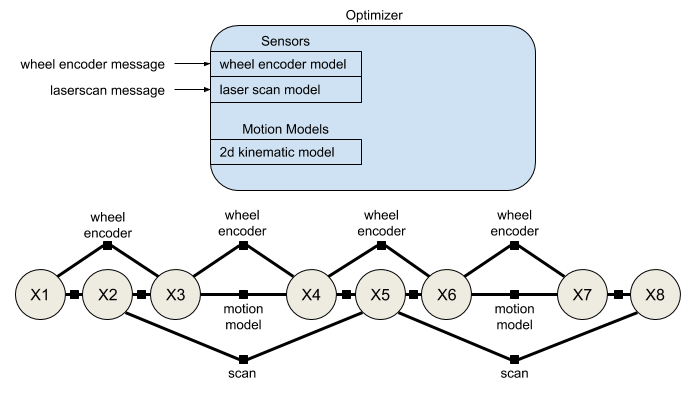 Optimizer
Sensors
wheel encoder message
wheel encoder model
laserscan message
laser scan model
Motion Models
2d kinematic model
wheel
encoder
wheel
encoder
wheel
encoder
wheel
encoder
X1
X2
X3
X4
X5
X6
X7
X8
motion
model
motion
model
scan
scan